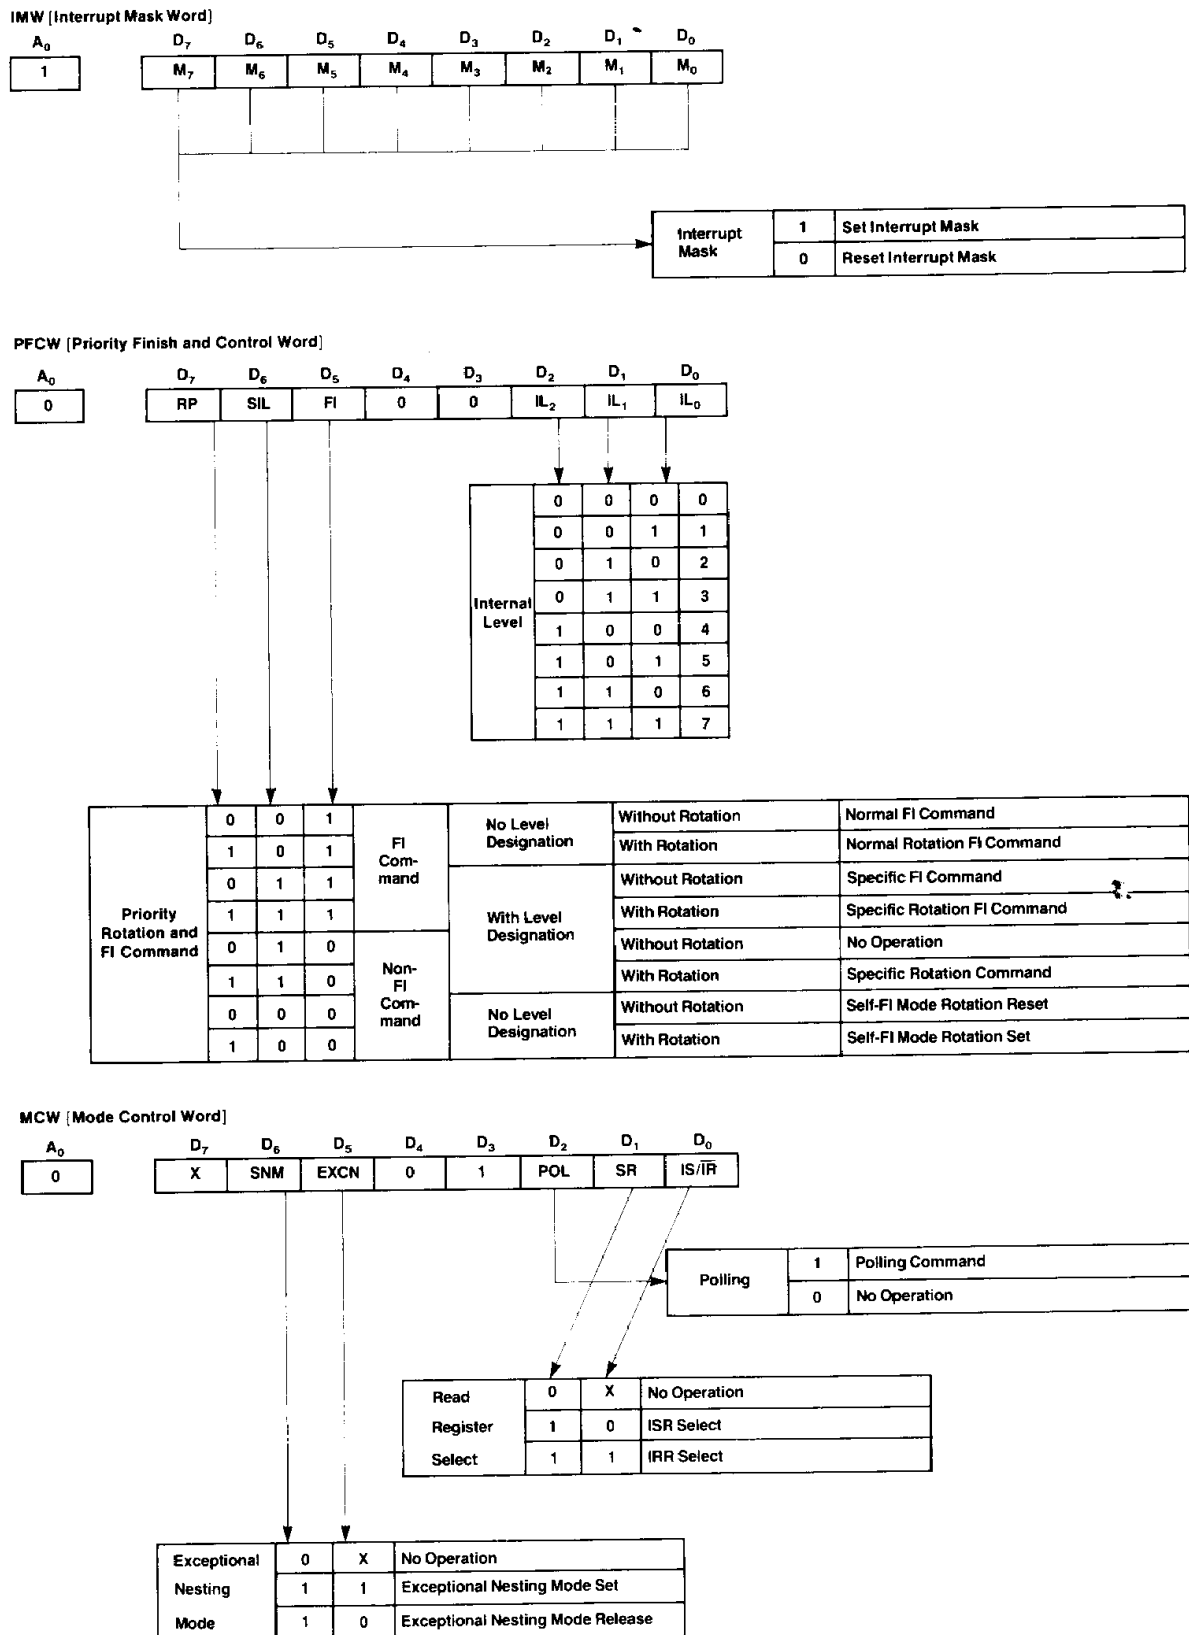 IMW [Interrupt Mask Word]
A₀ D₇ D₆ D₅ D₄ D₃ D₂ D₁ D₀
1 M₇ M₆ M₅ M₄ M₃ M₂ M₁ M₀
Interrupt Mask
1 Set Interrupt Mask
0 Reset Interrupt Mask
PFCW [Priority Finish and Control Word]
A₀ D₇ D₆ D₅ D₄ D₃ D₂ D₁ D₀
0 RP SIL FI 0 0 IL₂ IL₁ IL₀
Internal Level
0 0 0 0
0 0 1 1
0 1 0 2
0 1 1 3
1 0 0 4
1 0 1 5
1 1 0 6
1 1 1 7
Priority Rotation and FI Command
FI Com-
mand
Non-
FI
Com-
mand
No Level Designation
With Level Designation
No Level Designation
0 0 1 Without Rotation Normal FI Command
1 0 1 With Rotation Normal Rotation FI Command
0 1 1 Without Rotation Specific FI Command
1 1 1 With Rotation Specific Rotation FI Command
0 1 0 Without Rotation No Operation
1 1 0 With Rotation Specific Rotation Command
0 0 0 Without Rotation Self-FI Mode Rotation Reset
1 0 0 With Rotation Self-FI Mode Rotation Set
MCW [Mode Control Word]
A₀ D₇ D₆ D₅ D₄ D₃ D₂ D₁ D₀
0 X SNM EXCN 0 1 POL SR IS/I̅R̅
Polling
1 Polling Command
0 No Operation
Read 0 X No Operation
Register 1 0 ISR Select
Select 1 1 IRR Select
Exceptional 0 X No Operation
Nesting 1 1 Exceptional Nesting Mode Set
Mode 1 0 Exceptional Nesting Mode Release